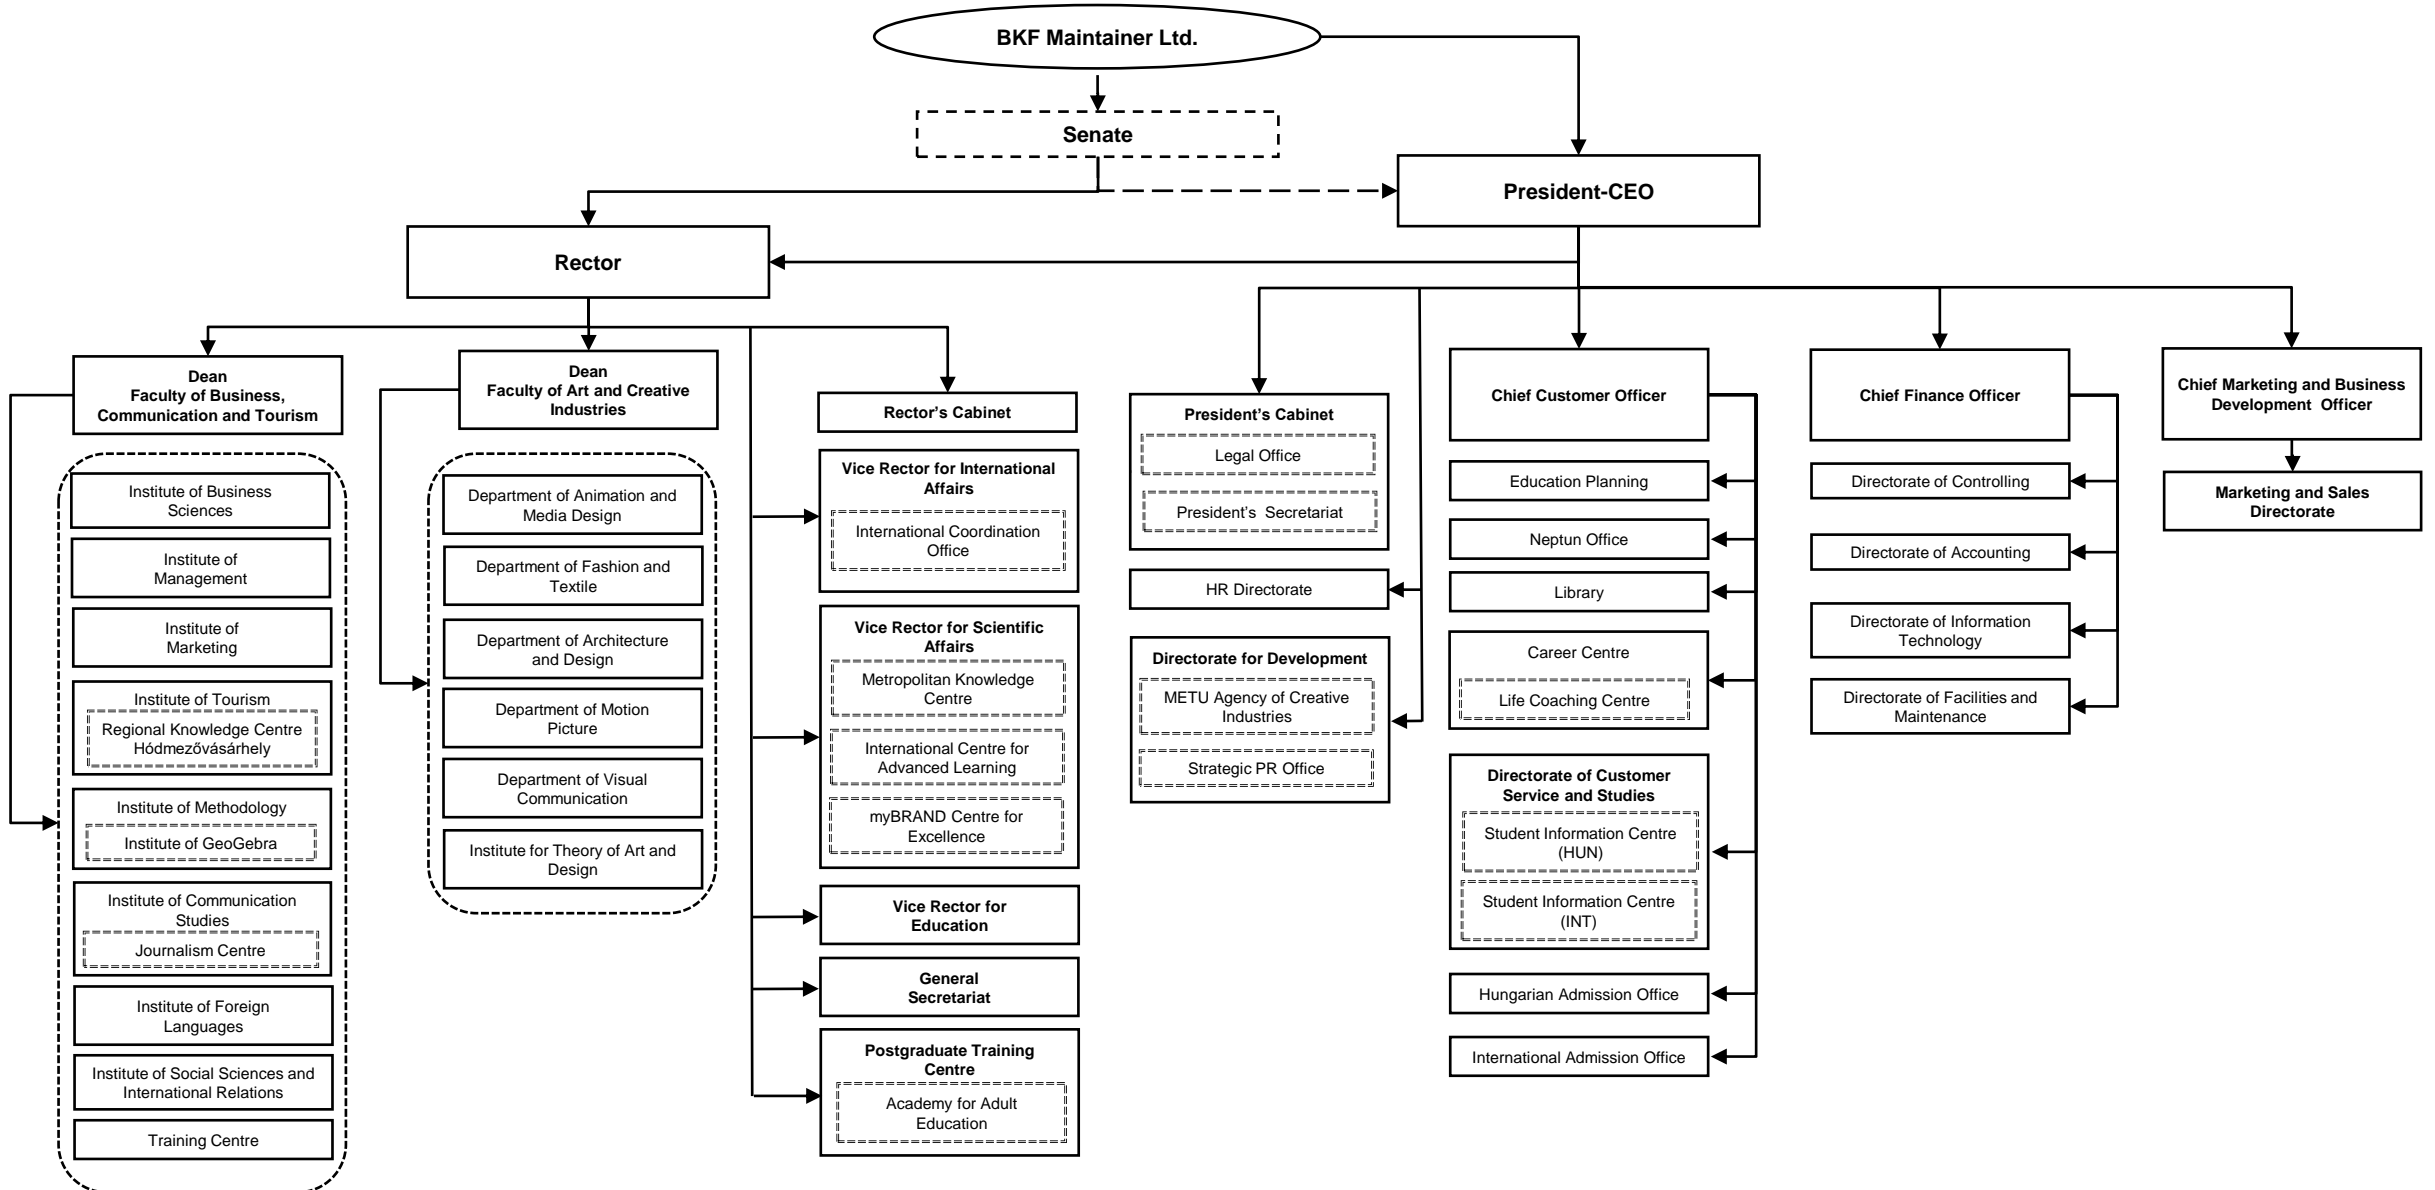 BKF Maintainer Ltd.
Senate
President-CEO
Rector
Dean
Faculty of Business,
Communication and Tourism
Institute of Business
Sciences
Institute of
Management
Institute of
Marketing
Institute of Tourism
Regional Knowledge Centre
Hódmezővásárhely
Institute of Methodology
Institute of GeoGebra
Institute of Communication
Studies
Journalism Centre
Institute of Foreign
Languages
Institute of Social Sciences and
International Relations
Training Centre
Dean
Faculty of Art and Creative
Industries
Department of Animation and
Media Design
Department of Fashion and
Textile
Department of Architecture
and Design
Department of Motion
Picture
Department of Visual
Communication
Institute for Theory of Art and
Design
Rector’s Cabinet
Vice Rector for International
Affairs
International Coordination
Office
Vice Rector for Scientific
Affairs
Metropolitan Knowledge
Centre
International Centre for
Advanced Learning
myBRAND Centre for
Excellence
Vice Rector for
Education
General
Secretariat
Postgraduate Training
Centre
Academy for Adult
Education
President’s Cabinet
Legal Office
President’s Secretariat
HR Directorate
Directorate for Development
METU Agency of Creative
Industries
Strategic PR Office
Chief Customer Officer
Education Planning
Neptun Office
Library
Career Centre
Life Coaching Centre
Directorate of Customer
Service and Studies
Student Information Centre
(HUN)
Student Information Centre
(INT)
Hungarian Admission Office
International Admission Office
Chief Finance Officer
Directorate of Controlling
Directorate of Accounting
Directorate of Information
Technology
Directorate of Facilities and
Maintenance
Chief Marketing and Business
Development Officer
Marketing and Sales
Directorate